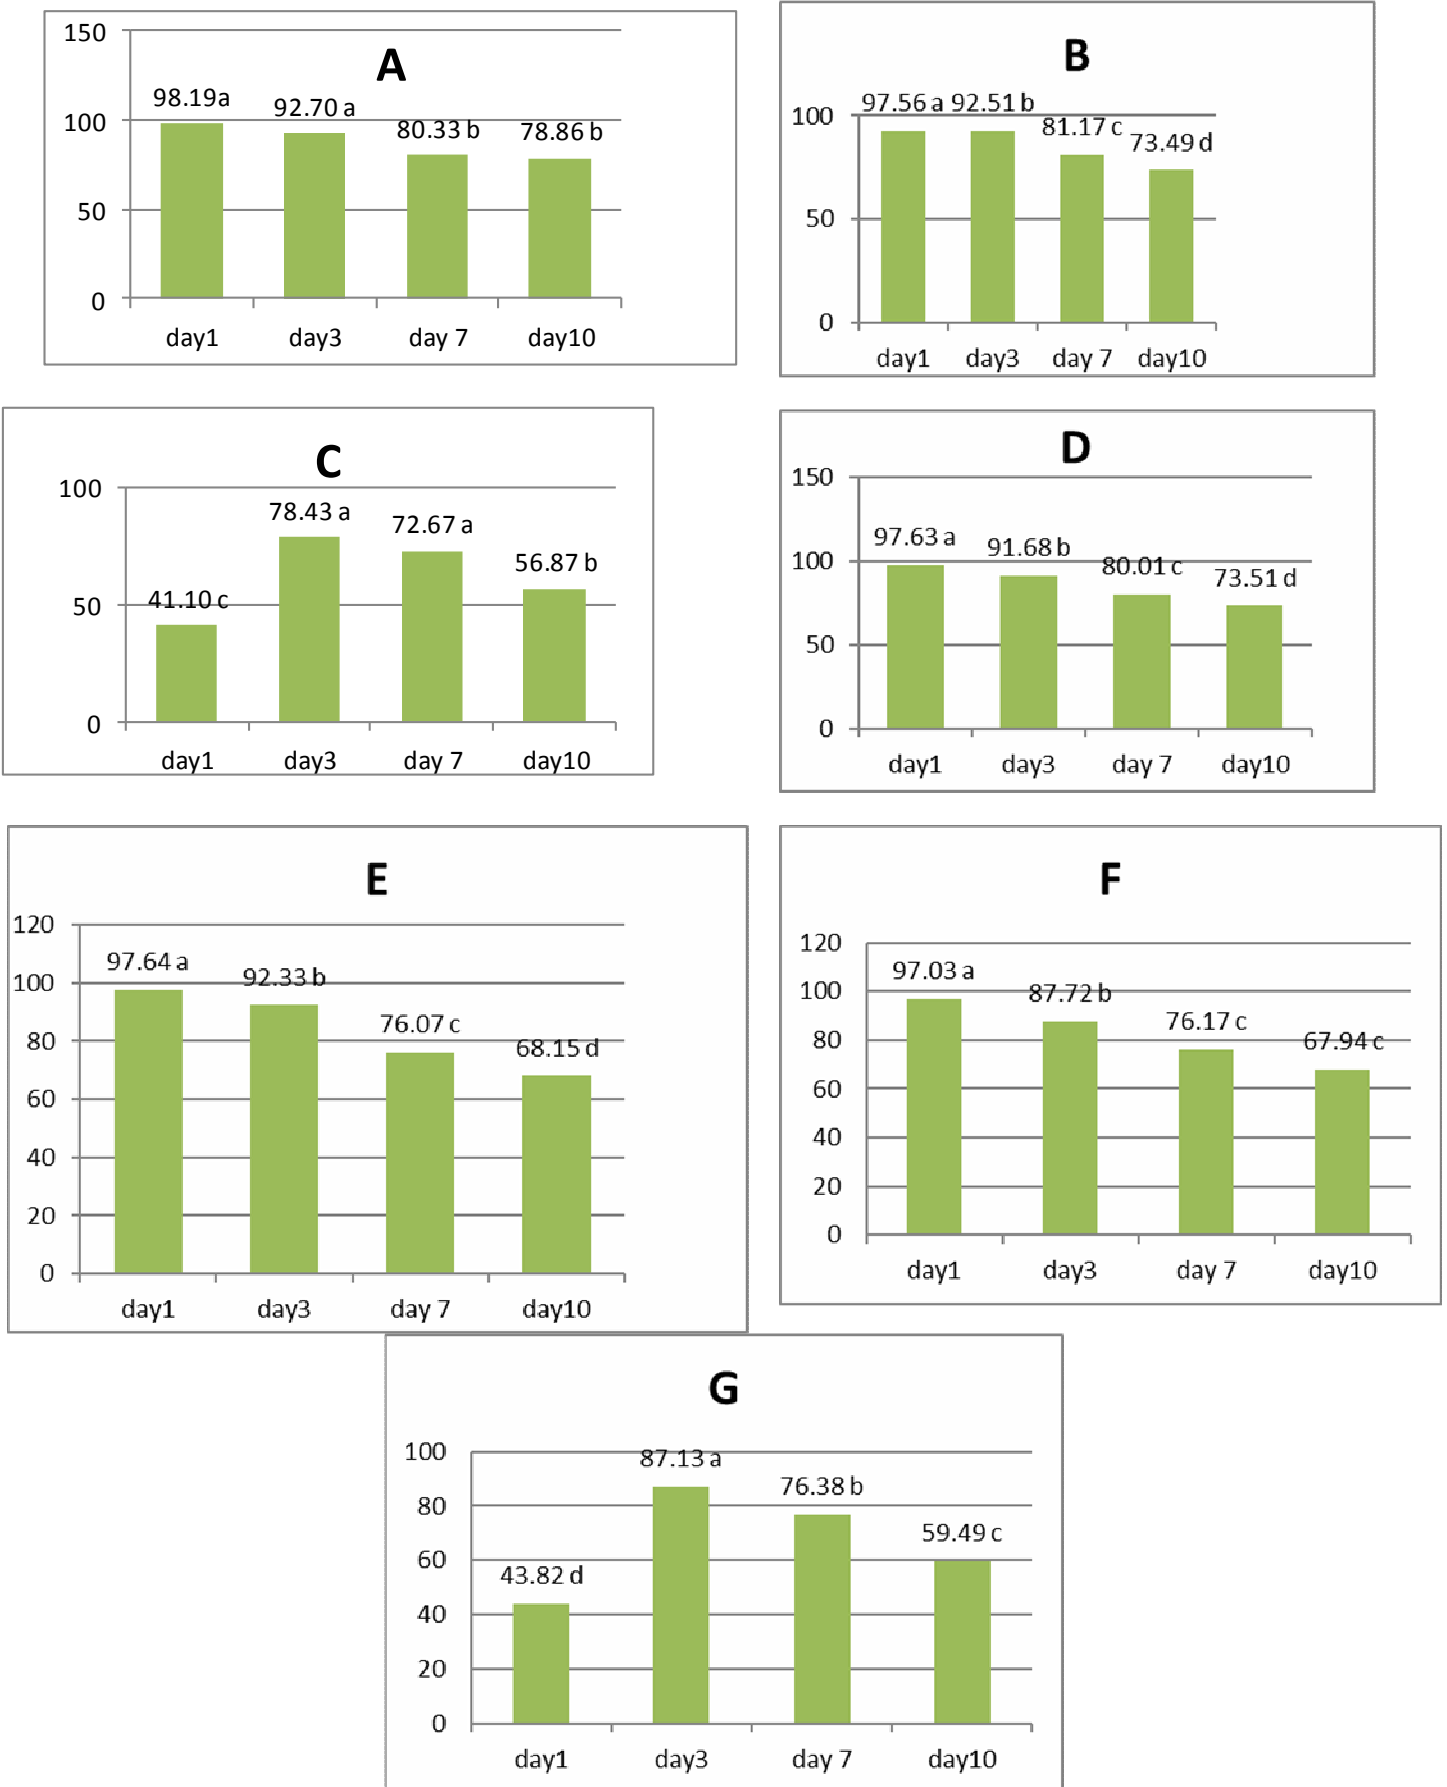 A
150
100
50
0
98.19a
92.70 a
80.33 b
78.86 b
day1 day3 day 7 day10
B
100
50
0
97.56 a 92.51 b
81.17 c
73.49 d
day1 day3 day 7 day10
C
100
50
0
41.10 c
78.43 a
72.67 a
56.87 b
day1 day3 day 7 day10
D
150
100
50
0
97.63 a
91.68 b
80.01 c
73.51 d
day1 day3 day 7 day10
E
120
100
80
60
40
20
0
97.64 a
92.33 b
76.07 c
68.15 d
day1 day3 day 7 day10
F
120
100
80
60
40
20
0
97.03 a
87.72 b
76.17 c
67.94 c
day1 day3 day 7 day10
G
100
80
60
40
20
0
43.82 d
87.13 a
76.38 b
59.49 c
day1 day3 day 7 day10